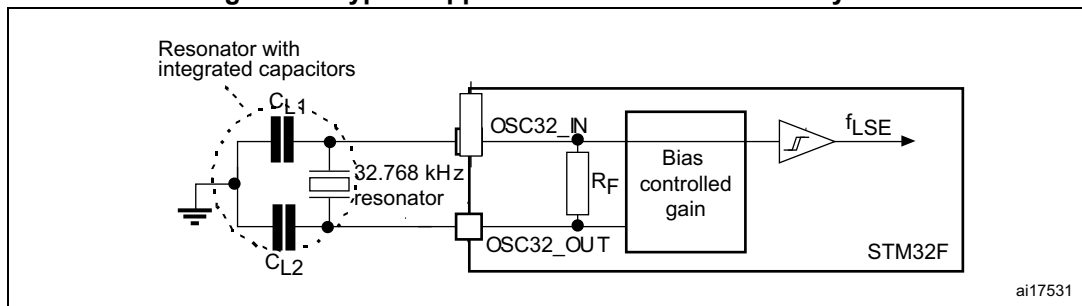 Resonator with
integrated capacitors
CL1
OSC32_IN
fLSE
32.768 kHz
resonator
RF
Bias
controlled
gain
OSC32_OUT
STM32F
CL2
ai17531